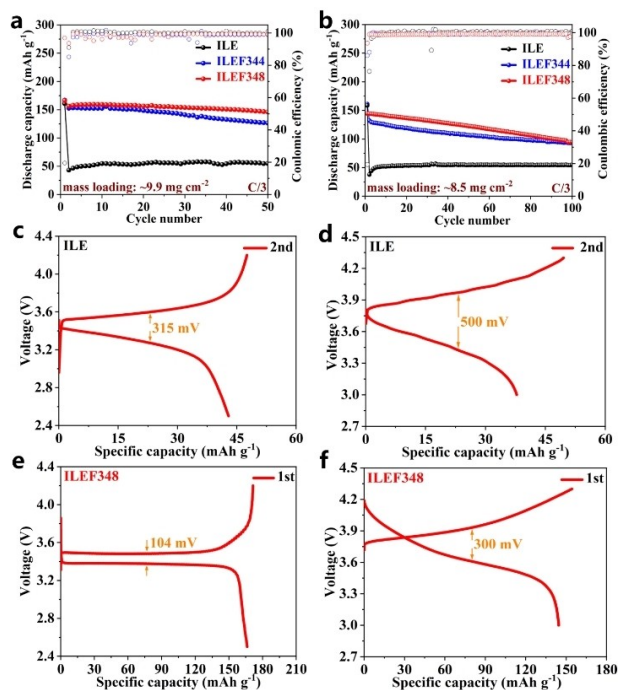 a
Discharge capacity (mAh g⁻¹)
300
250
200
150
100
50
0
ILE
ILEF344
ILEF348
mass loading: ~9.9 mg cm⁻²
C/3
0 10 20 30 40 50
Cycle number
100
80
60
40
20
0
Coulombic efficiency (%)
b
Discharge capacity (mAh g⁻¹)
300
250
200
150
100
50
0
ILE
ILEF344
ILEF348
mass loading: ~8.5 mg cm⁻²
C/3
0 20 40 60 80 100
Cycle number
100
80
60
40
20
0
Coulombic efficiency (%)
c
Voltage (V)
4.4
4.0
3.6
3.2
2.8
2.4
ILE
2nd
315 mV
0 15 30 45 60
Specific capacity (mAh g⁻¹)
d
Voltage (V)
4.5
4.2
3.9
3.6
3.3
3.0
2.7
ILE
2nd
500 mV
0 15 30 45 60
Specific capacity (mAh g⁻¹)
e
Voltage (V)
4.4
4.0
3.6
3.2
2.8
2.4
ILEF348
1st
104 mV
0 30 60 90 120 150 180 210
Specific capacity (mAh g⁻¹)
f
Voltage (V)
4.5
4.2
3.9
3.6
3.3
3.0
2.7
ILEF348
1st
300 mV
0 30 60 90 120 150 180
Specific capacity (mAh g⁻¹)